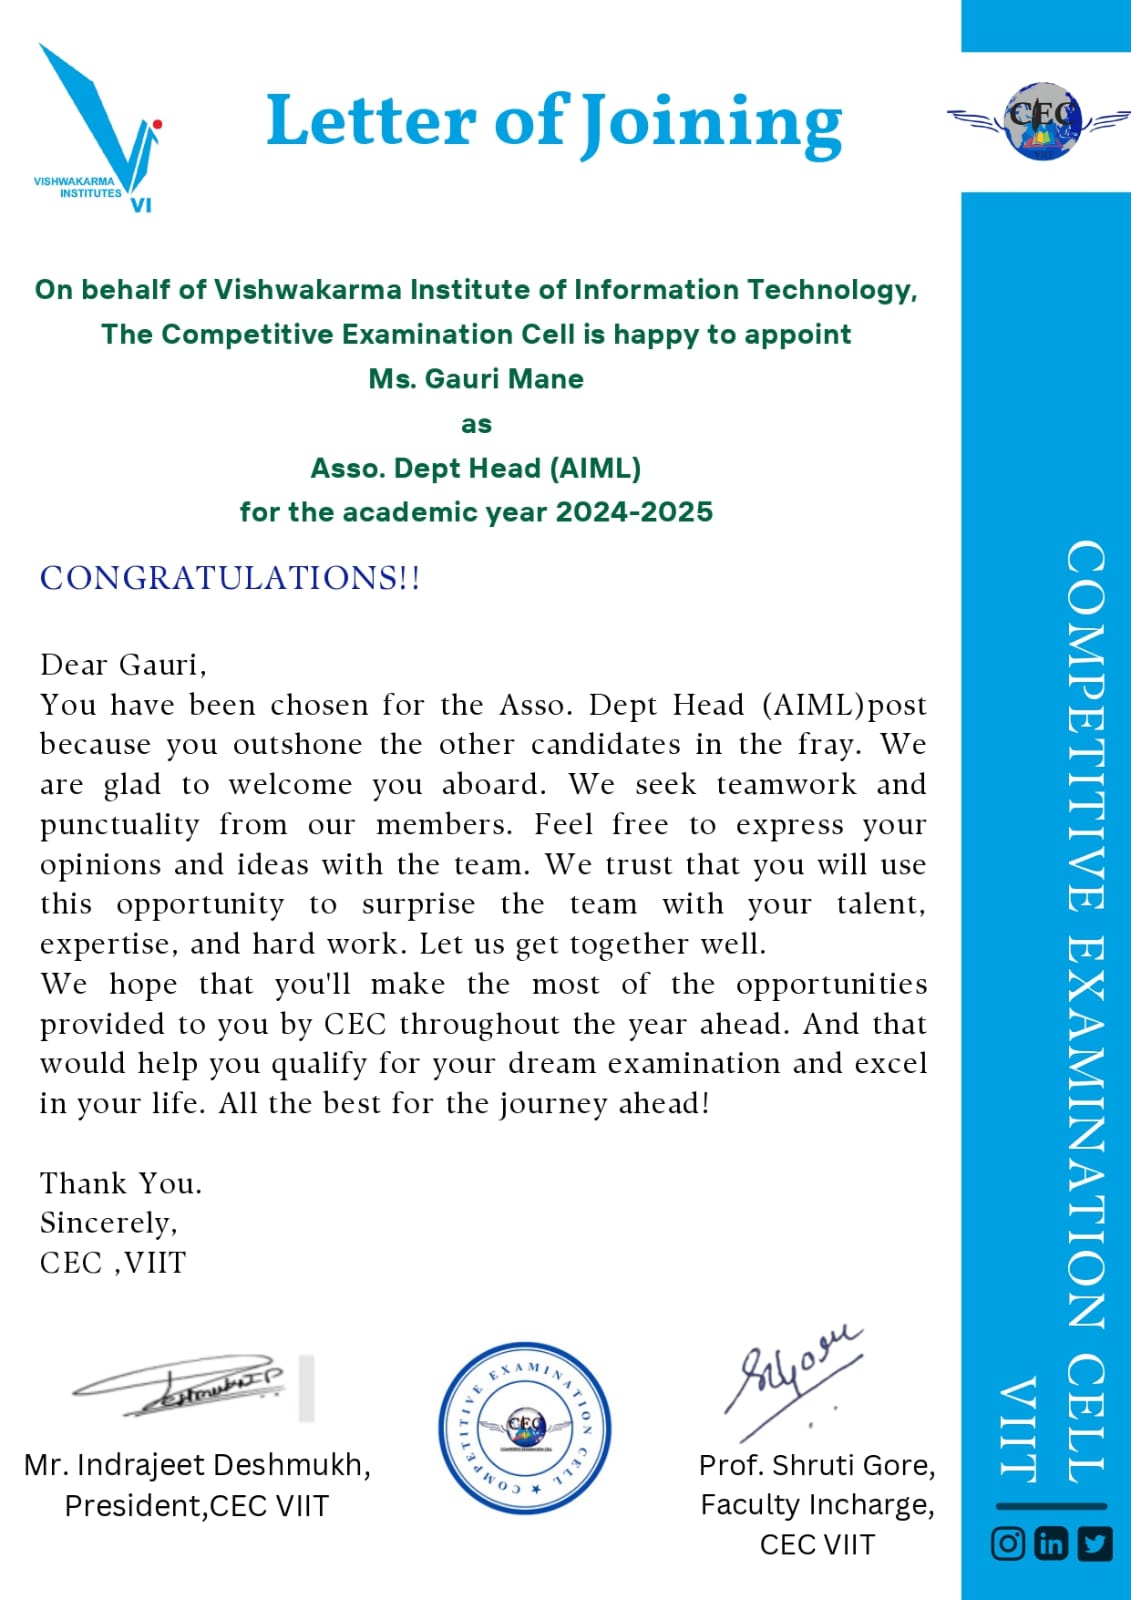 VISHWAKARMA
INSTITUTES
VI
Letter of Joining
CEC
On behalf of Vishwakarma Institute of Information Technology,
The Competitive Examination Cell is happy to appoint
Ms. Gauri Mane
as
Asso. Dept Head (AIML)
for the academic year 2024-2025
CONGRATULATIONS!!
Dear Gauri,
You have been chosen for the Asso. Dept Head (AIML)post
because you outshone the other candidates in the fray. We
are glad to welcome you aboard. We seek teamwork and
punctuality from our members. Feel free to express your
opinions and ideas with the team. We trust that you will use
this opportunity to surprise the team with your talent,
expertise, and hard work. Let us get together well.
We hope that you'll make the most of the opportunities
provided to you by CEC throughout the year ahead. And that
would help you qualify for your dream examination and excel
in your life. All the best for the journey ahead!
Thank You.
Sincerely,
CEC ,VIIT
COMPETITIVE EXAMINATION CELL
CEC
Mr. Indrajeet Deshmukh,
President,CEC VIIT
Prof. Shruti Gore,
Faculty Incharge,
CEC VIIT
COMPETITIVE EXAMINATION CELL
VIIT
in